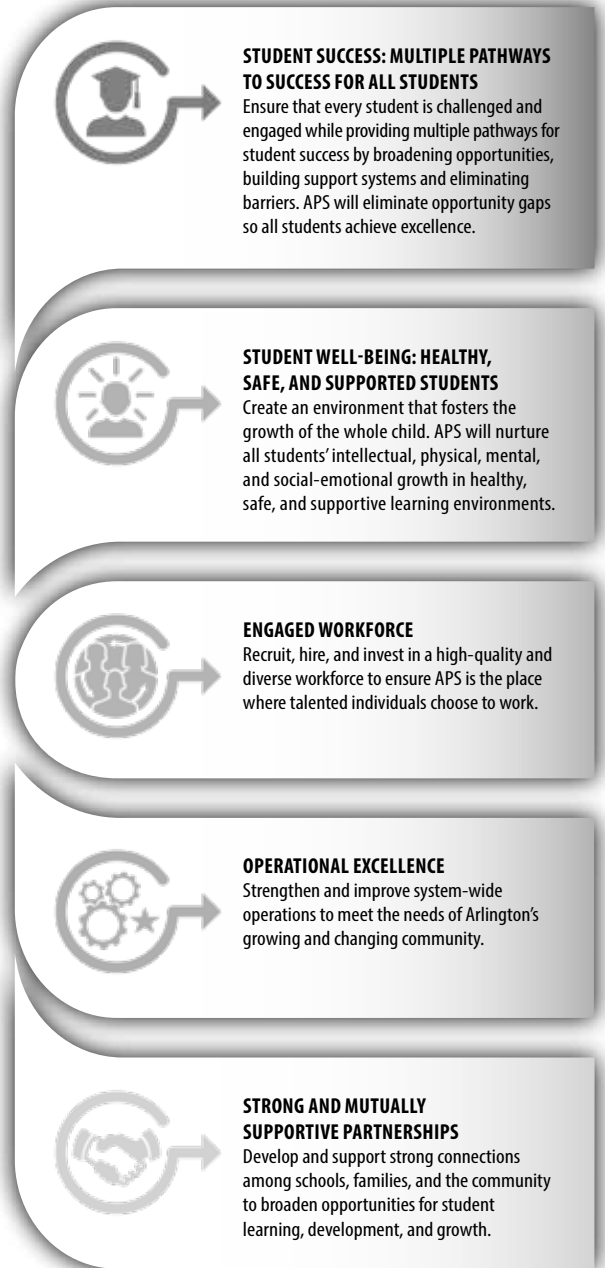 STUDENT SUCCESS: MULTIPLE PATHWAYS
TO SUCCESS FOR ALL STUDENTS
Ensure that every student is challenged and
engaged while providing multiple pathways for
student success by broadening opportunities,
building support systems and eliminating
barriers. APS will eliminate opportunity gaps
so all students achieve excellence.
STUDENT WELL-BEING: HEALTHY,
SAFE, AND SUPPORTED STUDENTS
Create an environment that fosters the
growth of the whole child. APS will nurture
all students’ intellectual, physical, mental,
and social-emotional growth in healthy,
safe, and supportive learning environments.
ENGAGED WORKFORCE
Recruit, hire, and invest in a high-quality and
diverse workforce to ensure APS is the place
where talented individuals choose to work.
OPERATIONAL EXCELLENCE
Strengthen and improve system-wide
operations to meet the needs of Arlington’s
growing and changing community.
STRONG AND MUTUALLY
SUPPORTIVE PARTNERSHIPS
Develop and support strong connections
among schools, families, and the community
to broaden opportunities for student
learning, development, and growth.